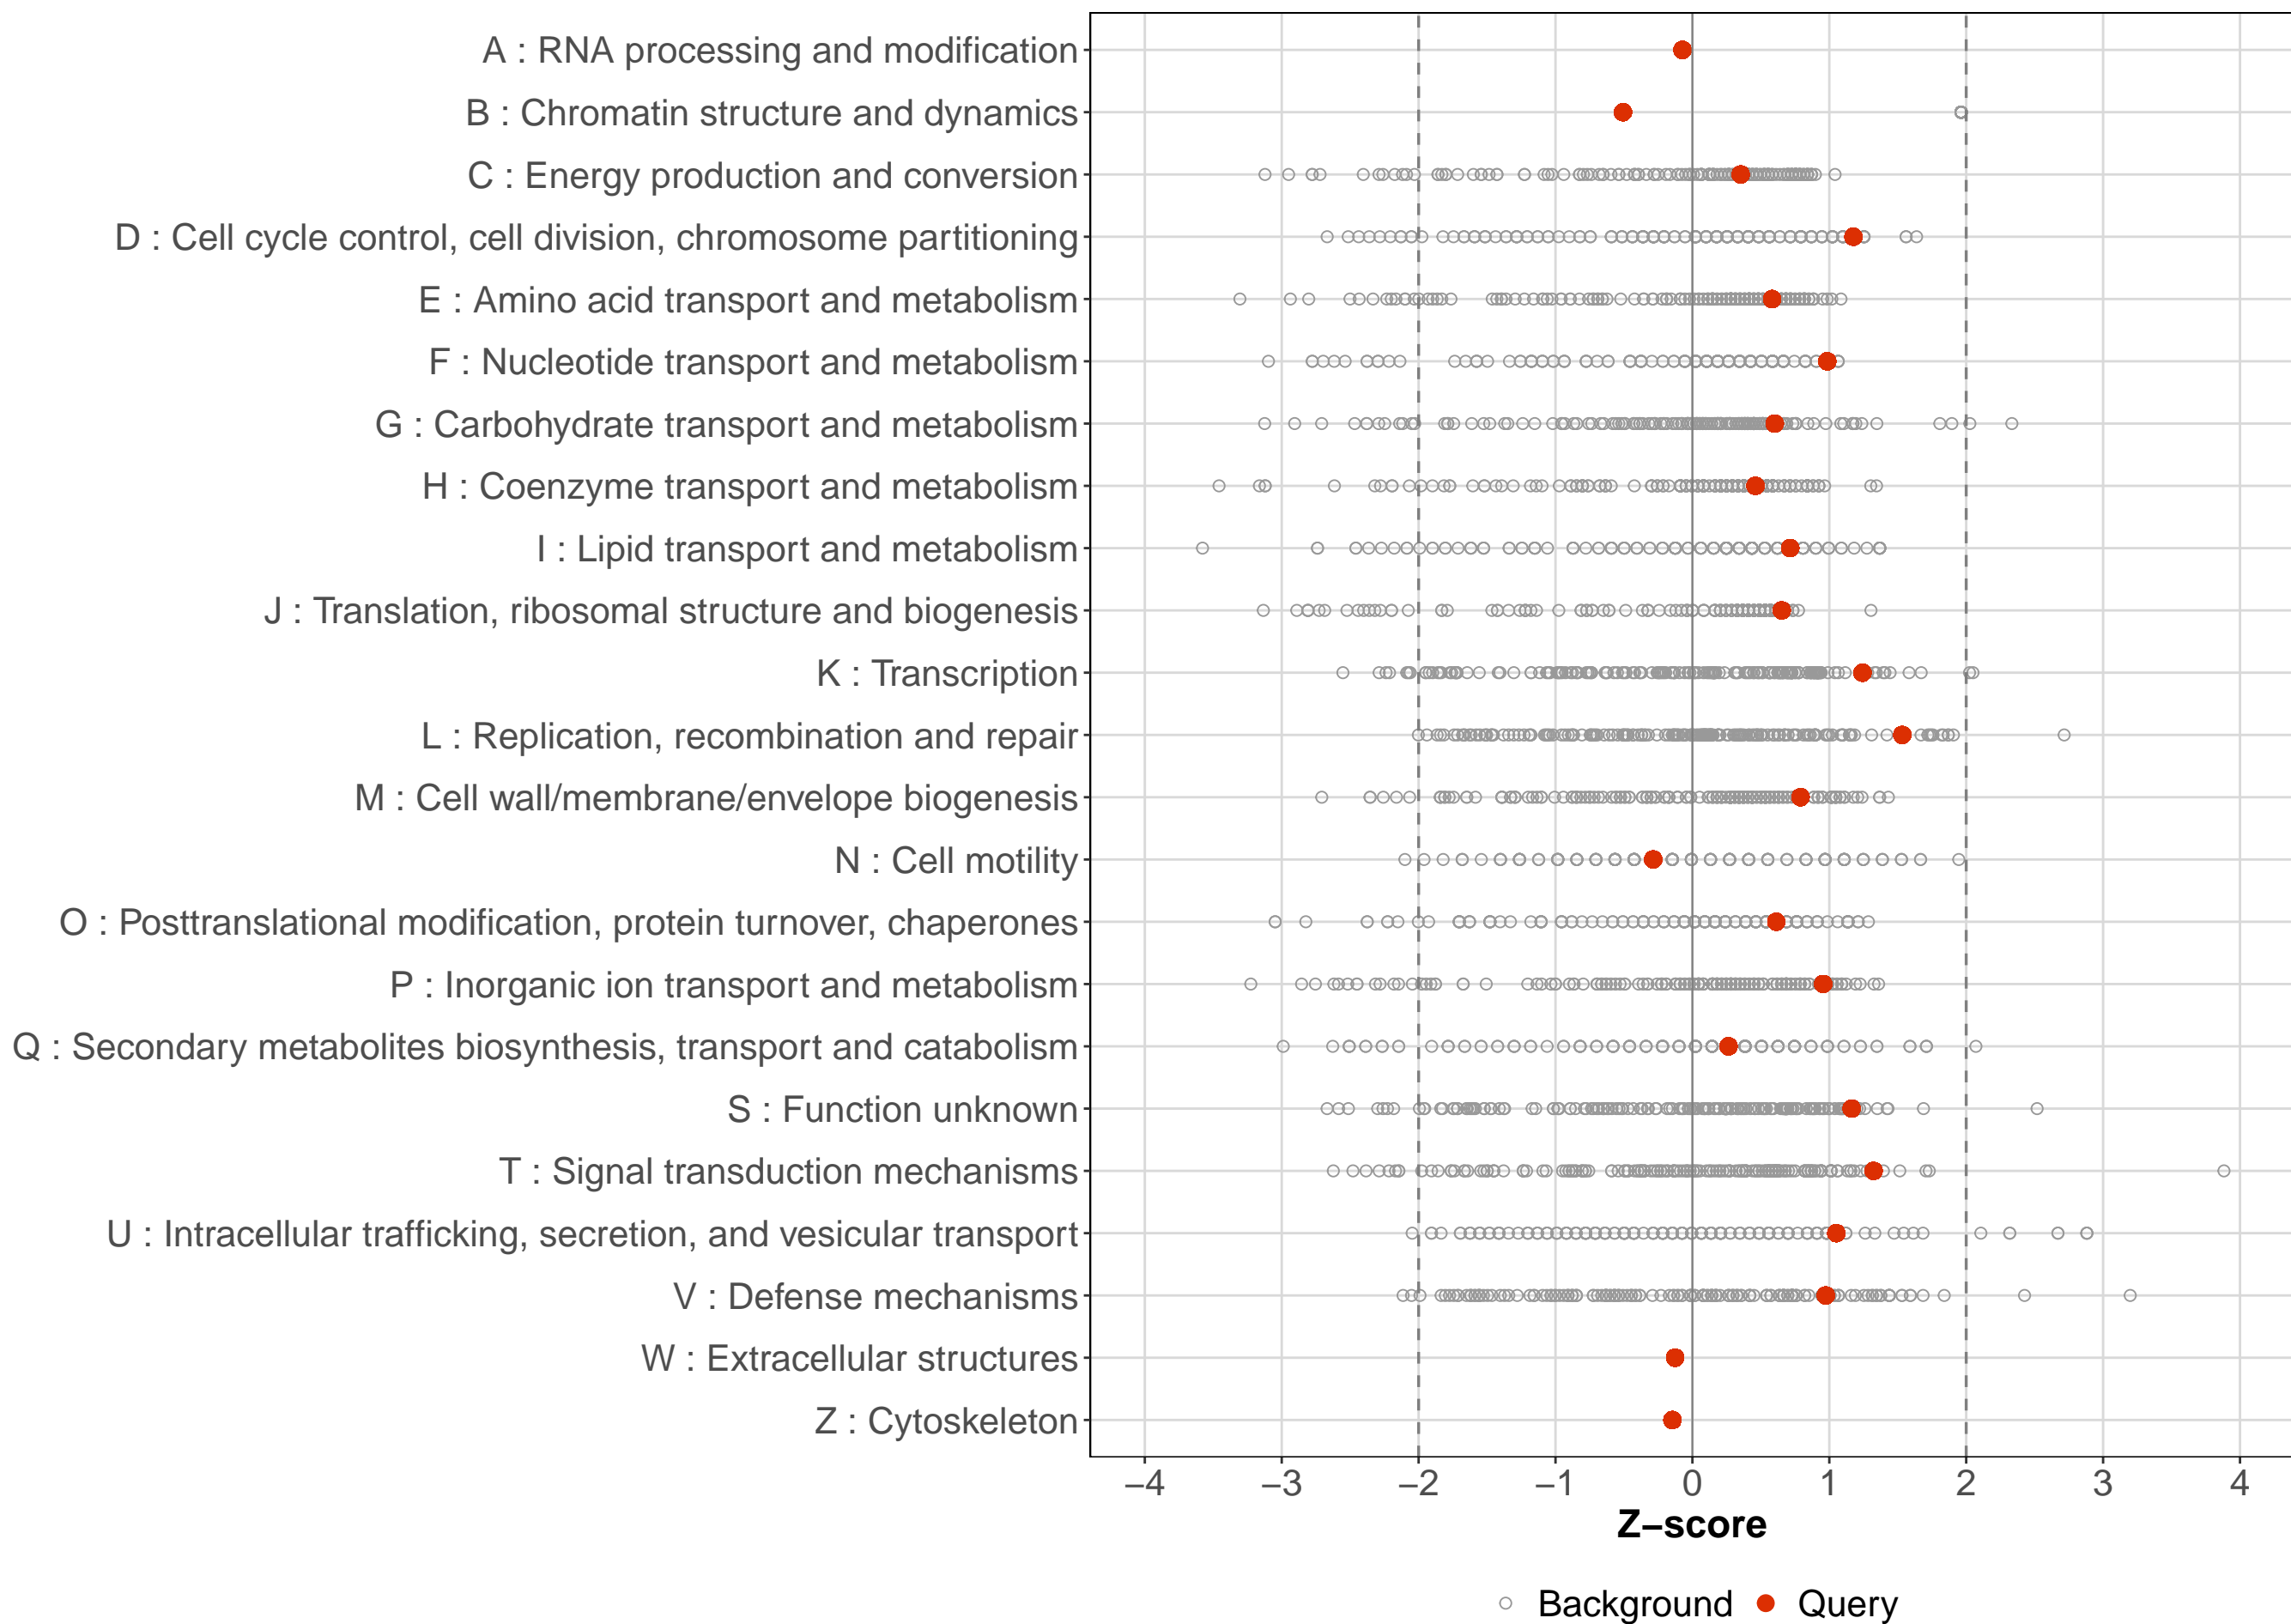 A : RNA processing and modification
B : Chromatin structure and dynamics
C : Energy production and conversion
D : Cell cycle control, cell division, chromosome partitioning
E : Amino acid transport and metabolism
F : Nucleotide transport and metabolism
G : Carbohydrate transport and metabolism
H : Coenzyme transport and metabolism
I : Lipid transport and metabolism
J : Translation, ribosomal structure and biogenesis
K : Transcription
L : Replication, recombination and repair
M : Cell wall/membrane/envelope biogenesis
N : Cell motility
O : Posttranslational modification, protein turnover, chaperones
P : Inorganic ion transport and metabolism
Q : Secondary metabolites biosynthesis, transport and catabolism
S : Function unknown
T : Signal transduction mechanisms
U : Intracellular trafficking, secretion, and vesicular transport
V : Defense mechanisms
W : Extracellular structures
Z : Cytoskeleton
−4 −3 −2 −1 0 1 2 3 4
Z−score
Background Query